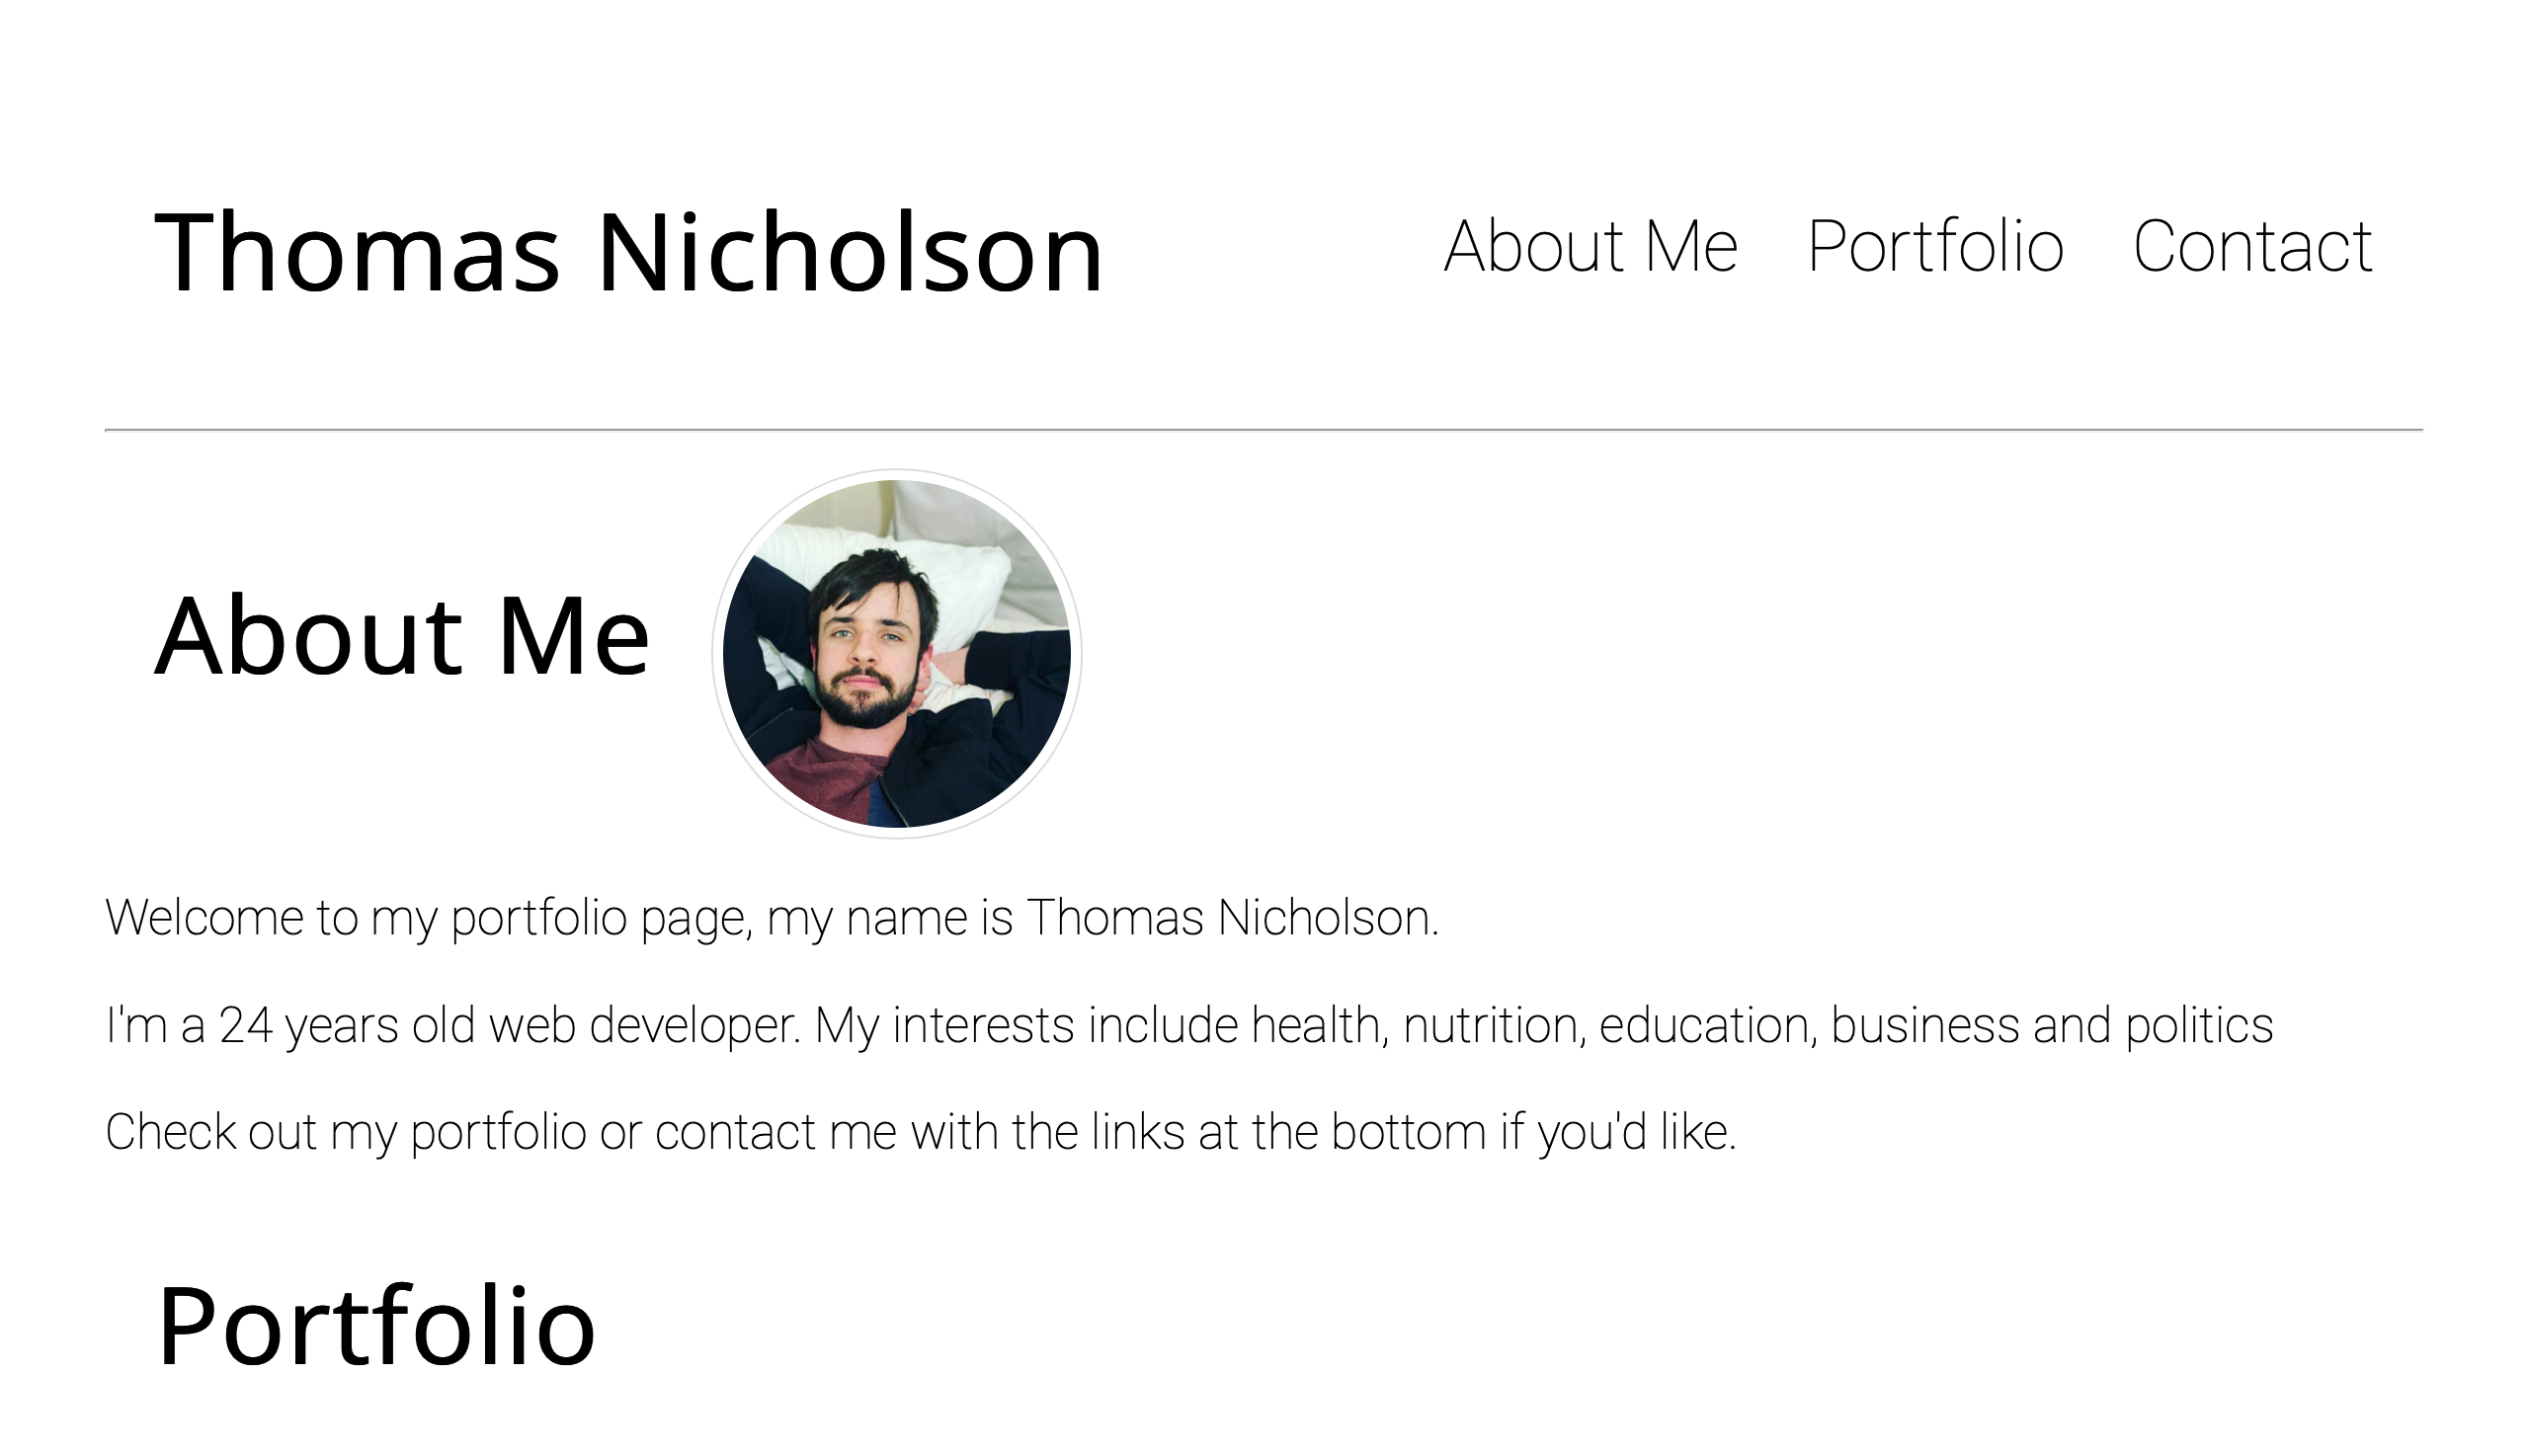 Thomas Nicholson
About Me Portfolio Contact
About Me
Welcome to my portfolio page, my name is Thomas Nicholson.
I'm a 24 years old web developer. My interests include health, nutrition, education, business and politics
Check out my portfolio or contact me with the links at the bottom if you'd like.
Portfolio